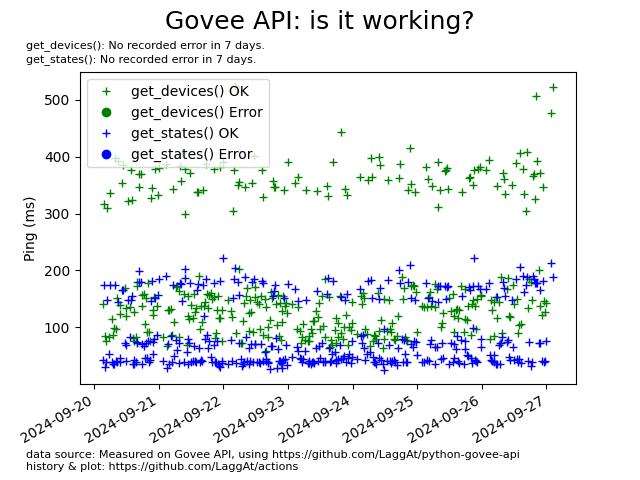 Govee API: is it working?
get_devices(): No recorded error in 7 days.
get_states(): No recorded error in 7 days.
get_devices() OK
get_devices() Error
get_states() OK
get_states() Error
Ping (ms)
500
400
300
200
100
2024-09-20
2024-09-21
2024-09-22
2024-09-23
2024-09-24
2024-09-25
2024-09-26
2024-09-27
data source: Measured on Govee API, using https://github.com/LaggAt/python-govee-api
history & plot: https://github.com/LaggAt/actions